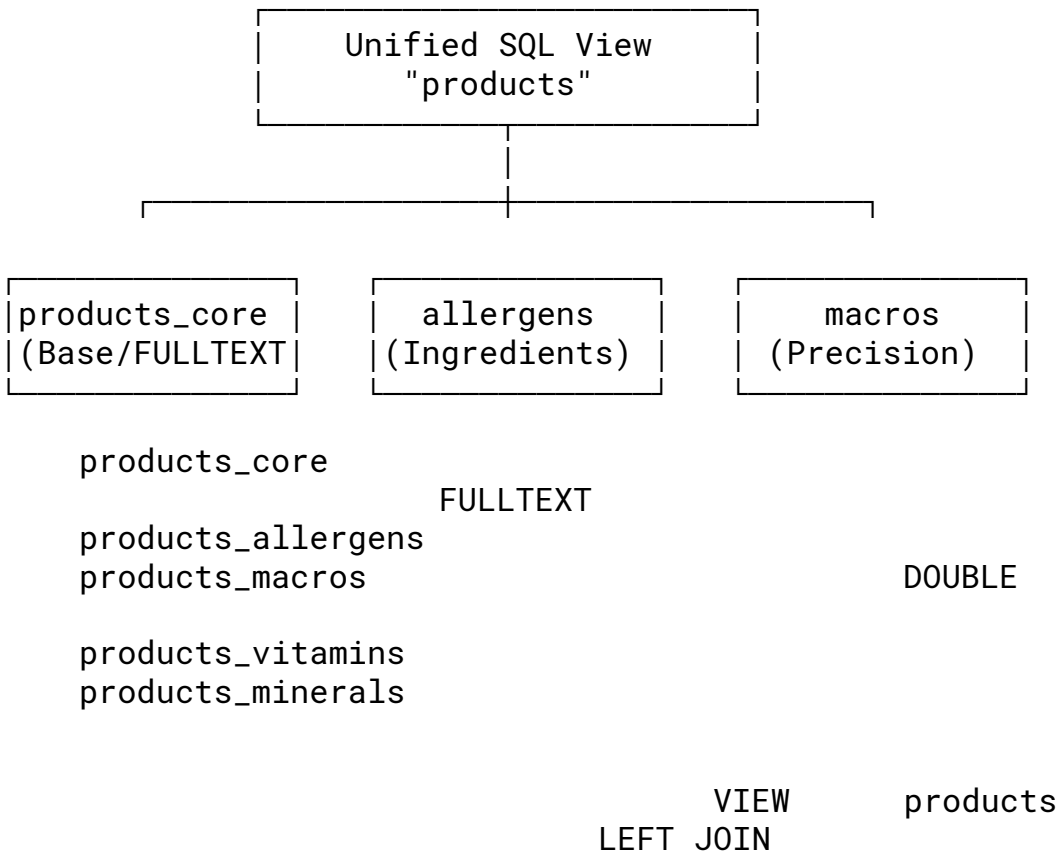 Unified SQL View
"products"
products_core allergens macros
(Base/FULLTEXT (Ingredients) (Precision)
products_core
FULLTEXT
products_allergens
products_macros DOUBLE
products_vitamins
products_minerals
VIEW products
LEFT JOIN